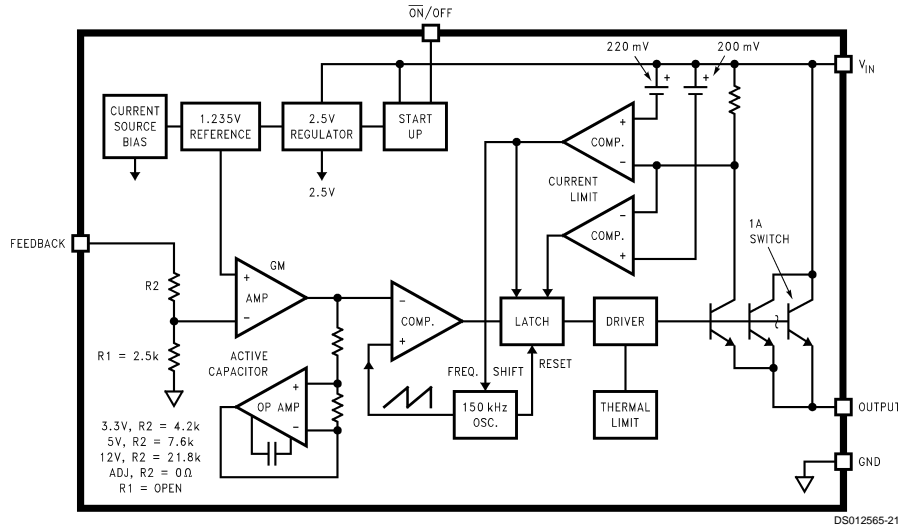 ON/OFF
220 mV
200 mV
VIN
CURRENT
SOURCE
BIAS
1.235V
REFERENCE
2.5V
REGULATOR
START
UP
+
+
+
COMP.
−
2.5V
CURRENT
LIMIT
−
COMP.
+
1A
SWITCH
FEEDBACK
R2
GM
+
AMP
−
−
COMP.
+
LATCH
DRIVER
R1 = 2.5k
ACTIVE
CAPACITOR
FREQ. SHIFT
RESET
+
OP AMP
−
150 kHz
OSC.
THERMAL
LIMIT
OUTPUT
3.3V, R2 = 4.2k
5V, R2 = 7.6k
12V, R2 = 21.8k
ADJ, R2 = 0Ω
R1 = OPEN
GND
DS012565-21